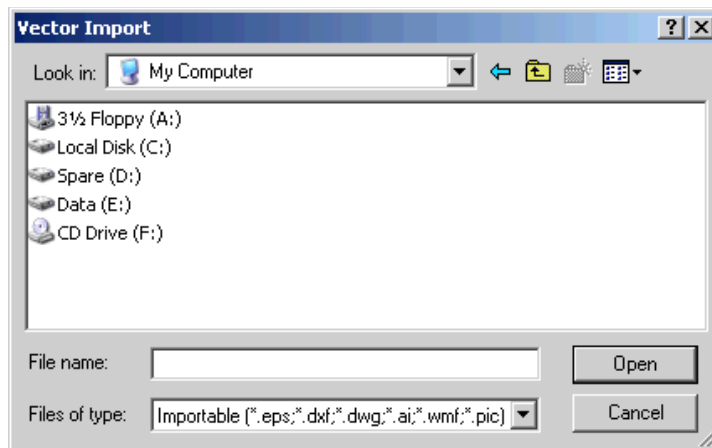 Vector Import
Look in: My Computer
3½ Floppy (A:)
Local Disk (C:)
Spare (D:)
Data (E:)
CD Drive (F:)
File name: Open
Files of type: Importable (*.eps;*.dxf;*.dwg;*.ai;*.wmf;*.pic) Cancel